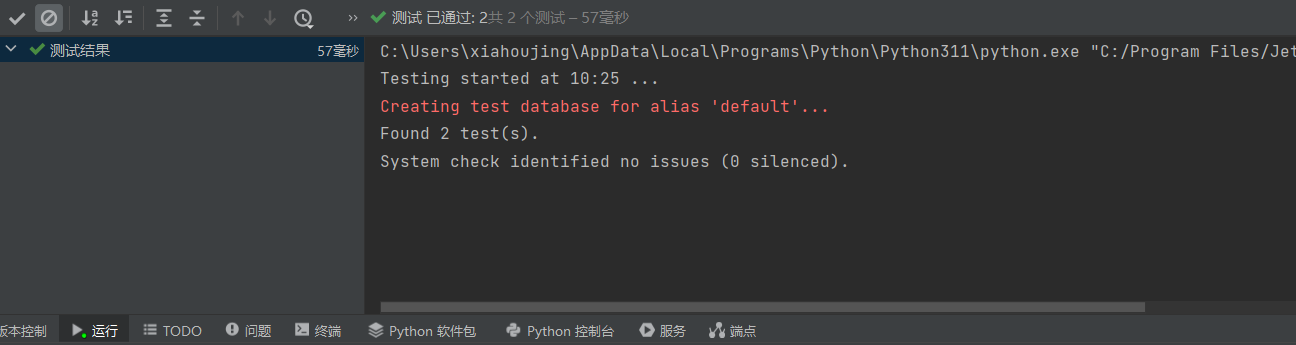 测试 已通过: 2共 2 个测试 – 57毫秒
测试结果 57毫秒
C:\Users\xiahoujing\AppData\Local\Programs\Python\Python311\python.exe "C:/Program Files/Jet
Testing started at 10:25 ...
Creating test database for alias 'default'...
Found 2 test(s).
System check identified no issues (0 silenced).
版本控制 运行 TODO 问题 终端 Python 软件包 Python 控制台 服务 端点